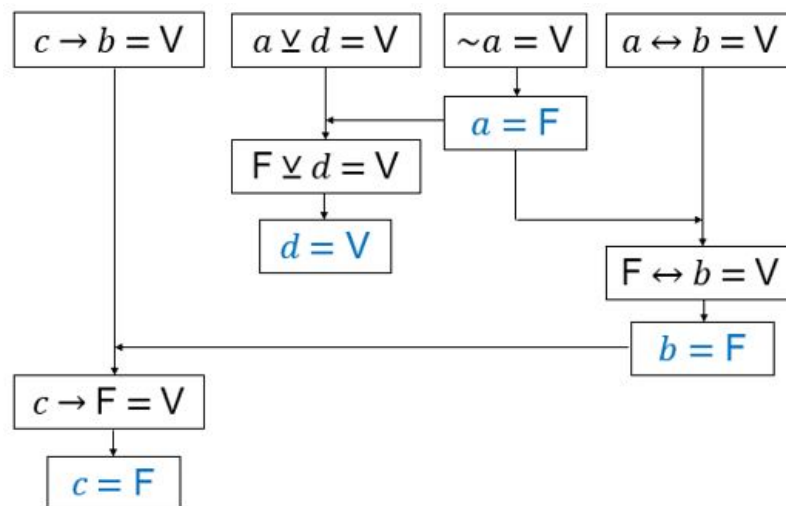 c → b = V
a ⊻ d = V
~a = V
a ↔ b = V
a = F
F ⊻ d = V
d = V
F ↔ b = V
b = F
c → F = V
c = F